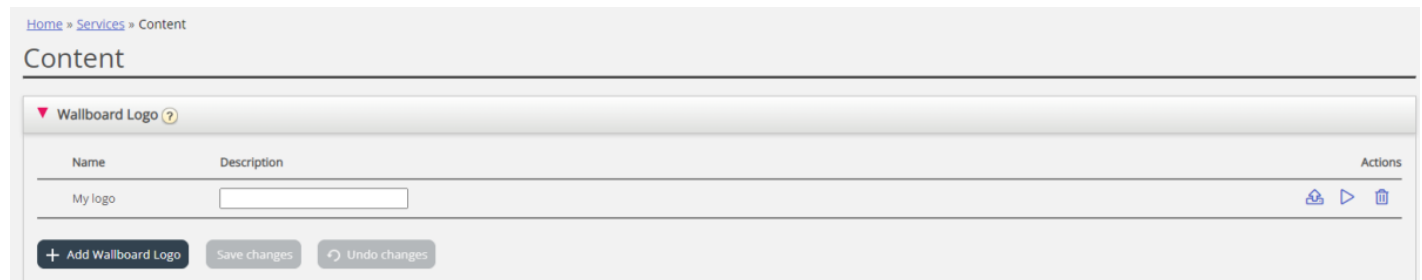 Home » Services » Content
Content
Wallboard Logo ?
Name Description Actions
My logo
+ Add Wallboard Logo Save changes Undo changes